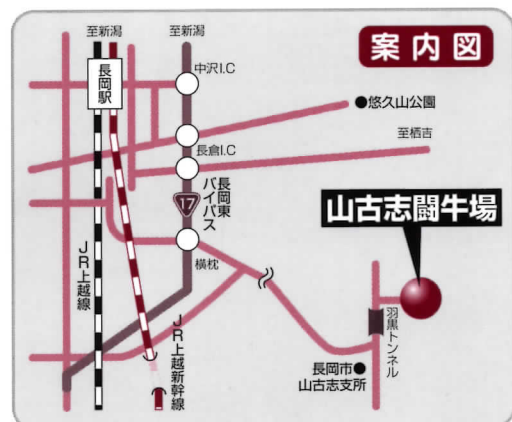 案内図
至新潟
至新潟
長岡駅
中沢I.C
●悠久山公園
長倉I.C
至栖吉
17
長岡東
バイパス
山古志闘牛場
横枕
JR上越線
JR上越新幹線
羽黒トンネル
長岡市●
山古志支所